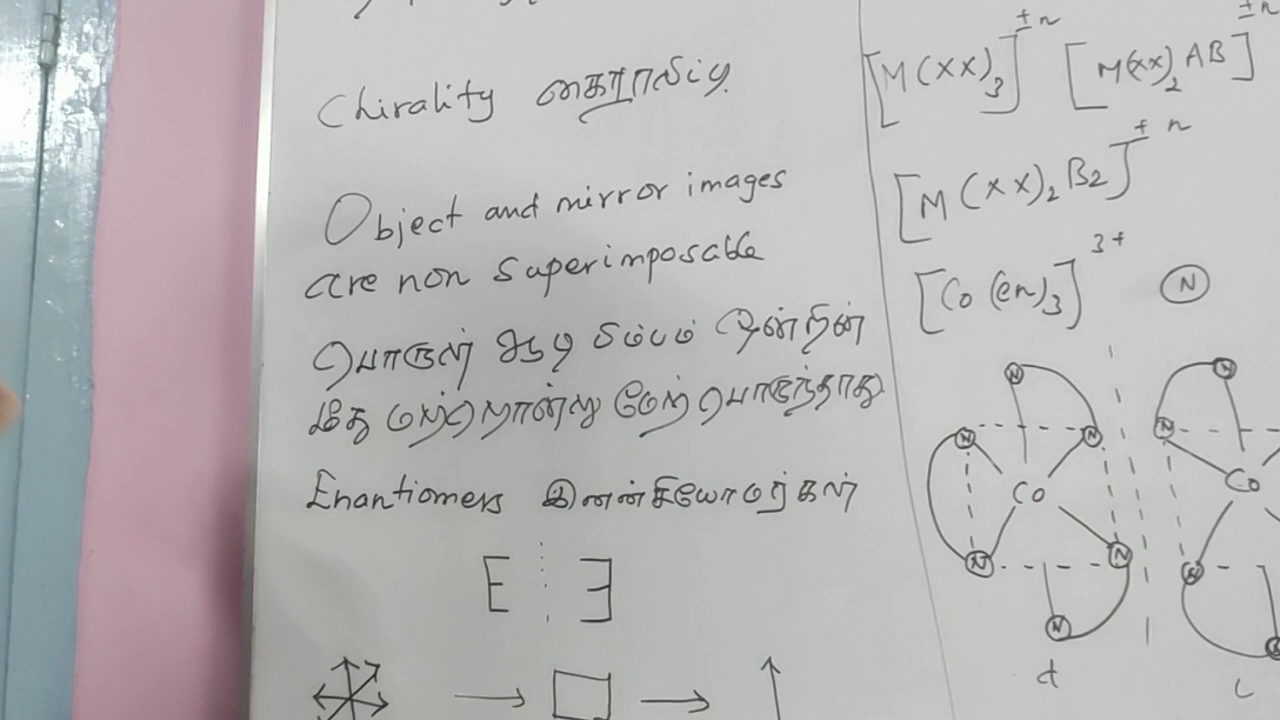 Chirality கைராலிடி
Object and mirror images
are non superimposable
பொருள் ஆடி பிம்பம் ஒன்றின்
மீது மற்றொன்று மேற்பொருந்தாது
Enantiomers இனன்சியோமர்கள்
E Ǝ
[M(xx)₃]±n [M(xx)₂AB]±n
[M(xx)₂B₂]±n
[Co(en)₃]3+ N
N N
N N N
Co Co
N N N
N N
d l